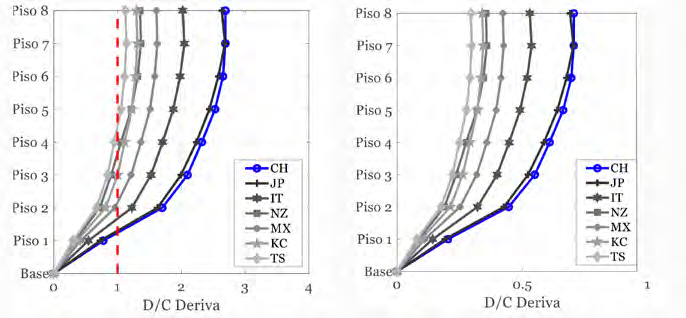 Piso 8
Piso 7
Piso 6
Piso 5
Piso 4
Piso 3
Piso 2
Piso 1
Base
0 1 2 3 4
D/C Deriva
CH
JP
IT
NZ
MX
KC
TS
Piso 8
Piso 7
Piso 6
Piso 5
Piso 4
Piso 3
Piso 2
Piso 1
Base
0 0.5 1
D/C Deriva
CH
JP
IT
NZ
MX
KC
TS